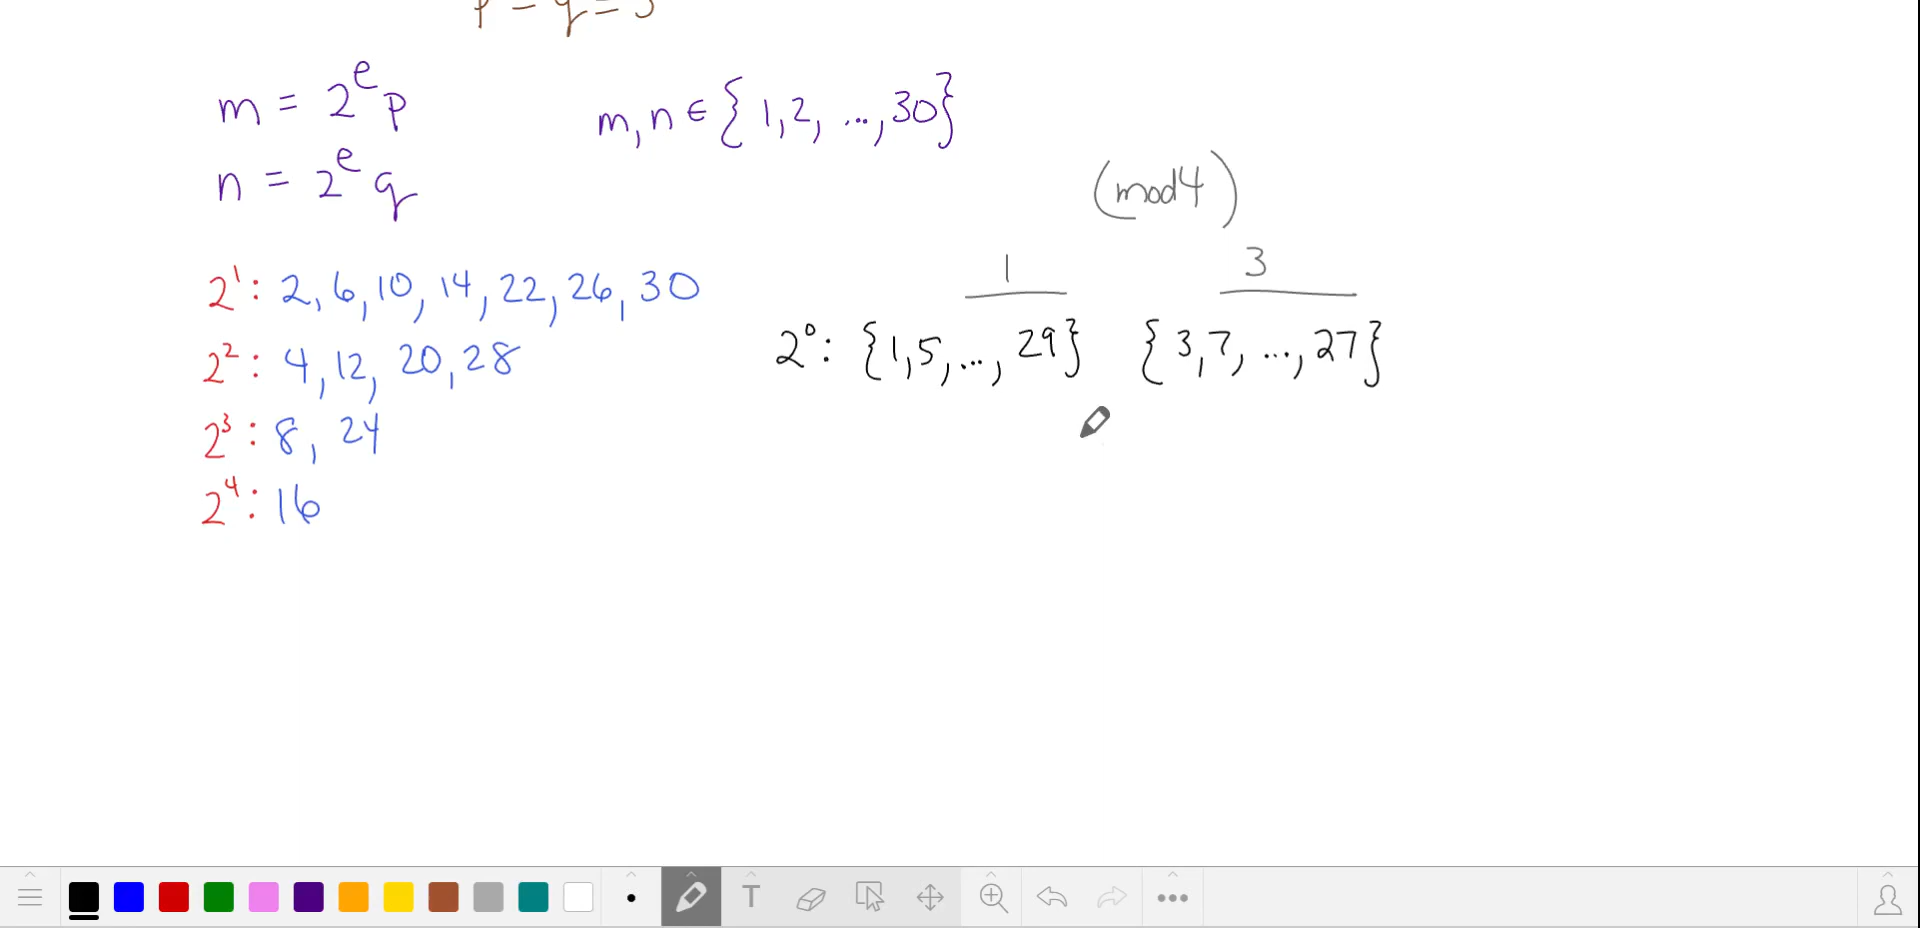 p = q = 3
m = 2^e p
n = 2^e q
m, n ∈ {1, 2, ..., 30}
(mod 4)
2^1: 2, 6, 10, 14, 22, 26, 30
2^2: 4, 12, 20, 28
2^3: 8, 24
2^4: 16
1 3
2^0: {1, 5, ..., 29} {3, 7, ..., 27}
T